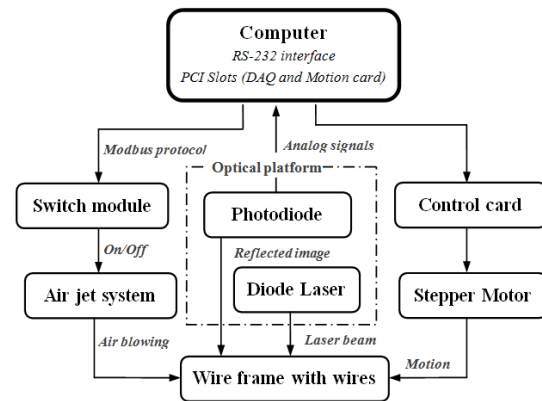 Computer
RS-232 interface
PCI Slots (DAQ and Motion card)
Modbus protocol
Analog signals
Optical platform
Switch module
Photodiode
Control card
On/Off
Reflected image
Air jet system
Diode Laser
Stepper Motor
Air blowing
Laser beam
Motion
Wire frame with wires